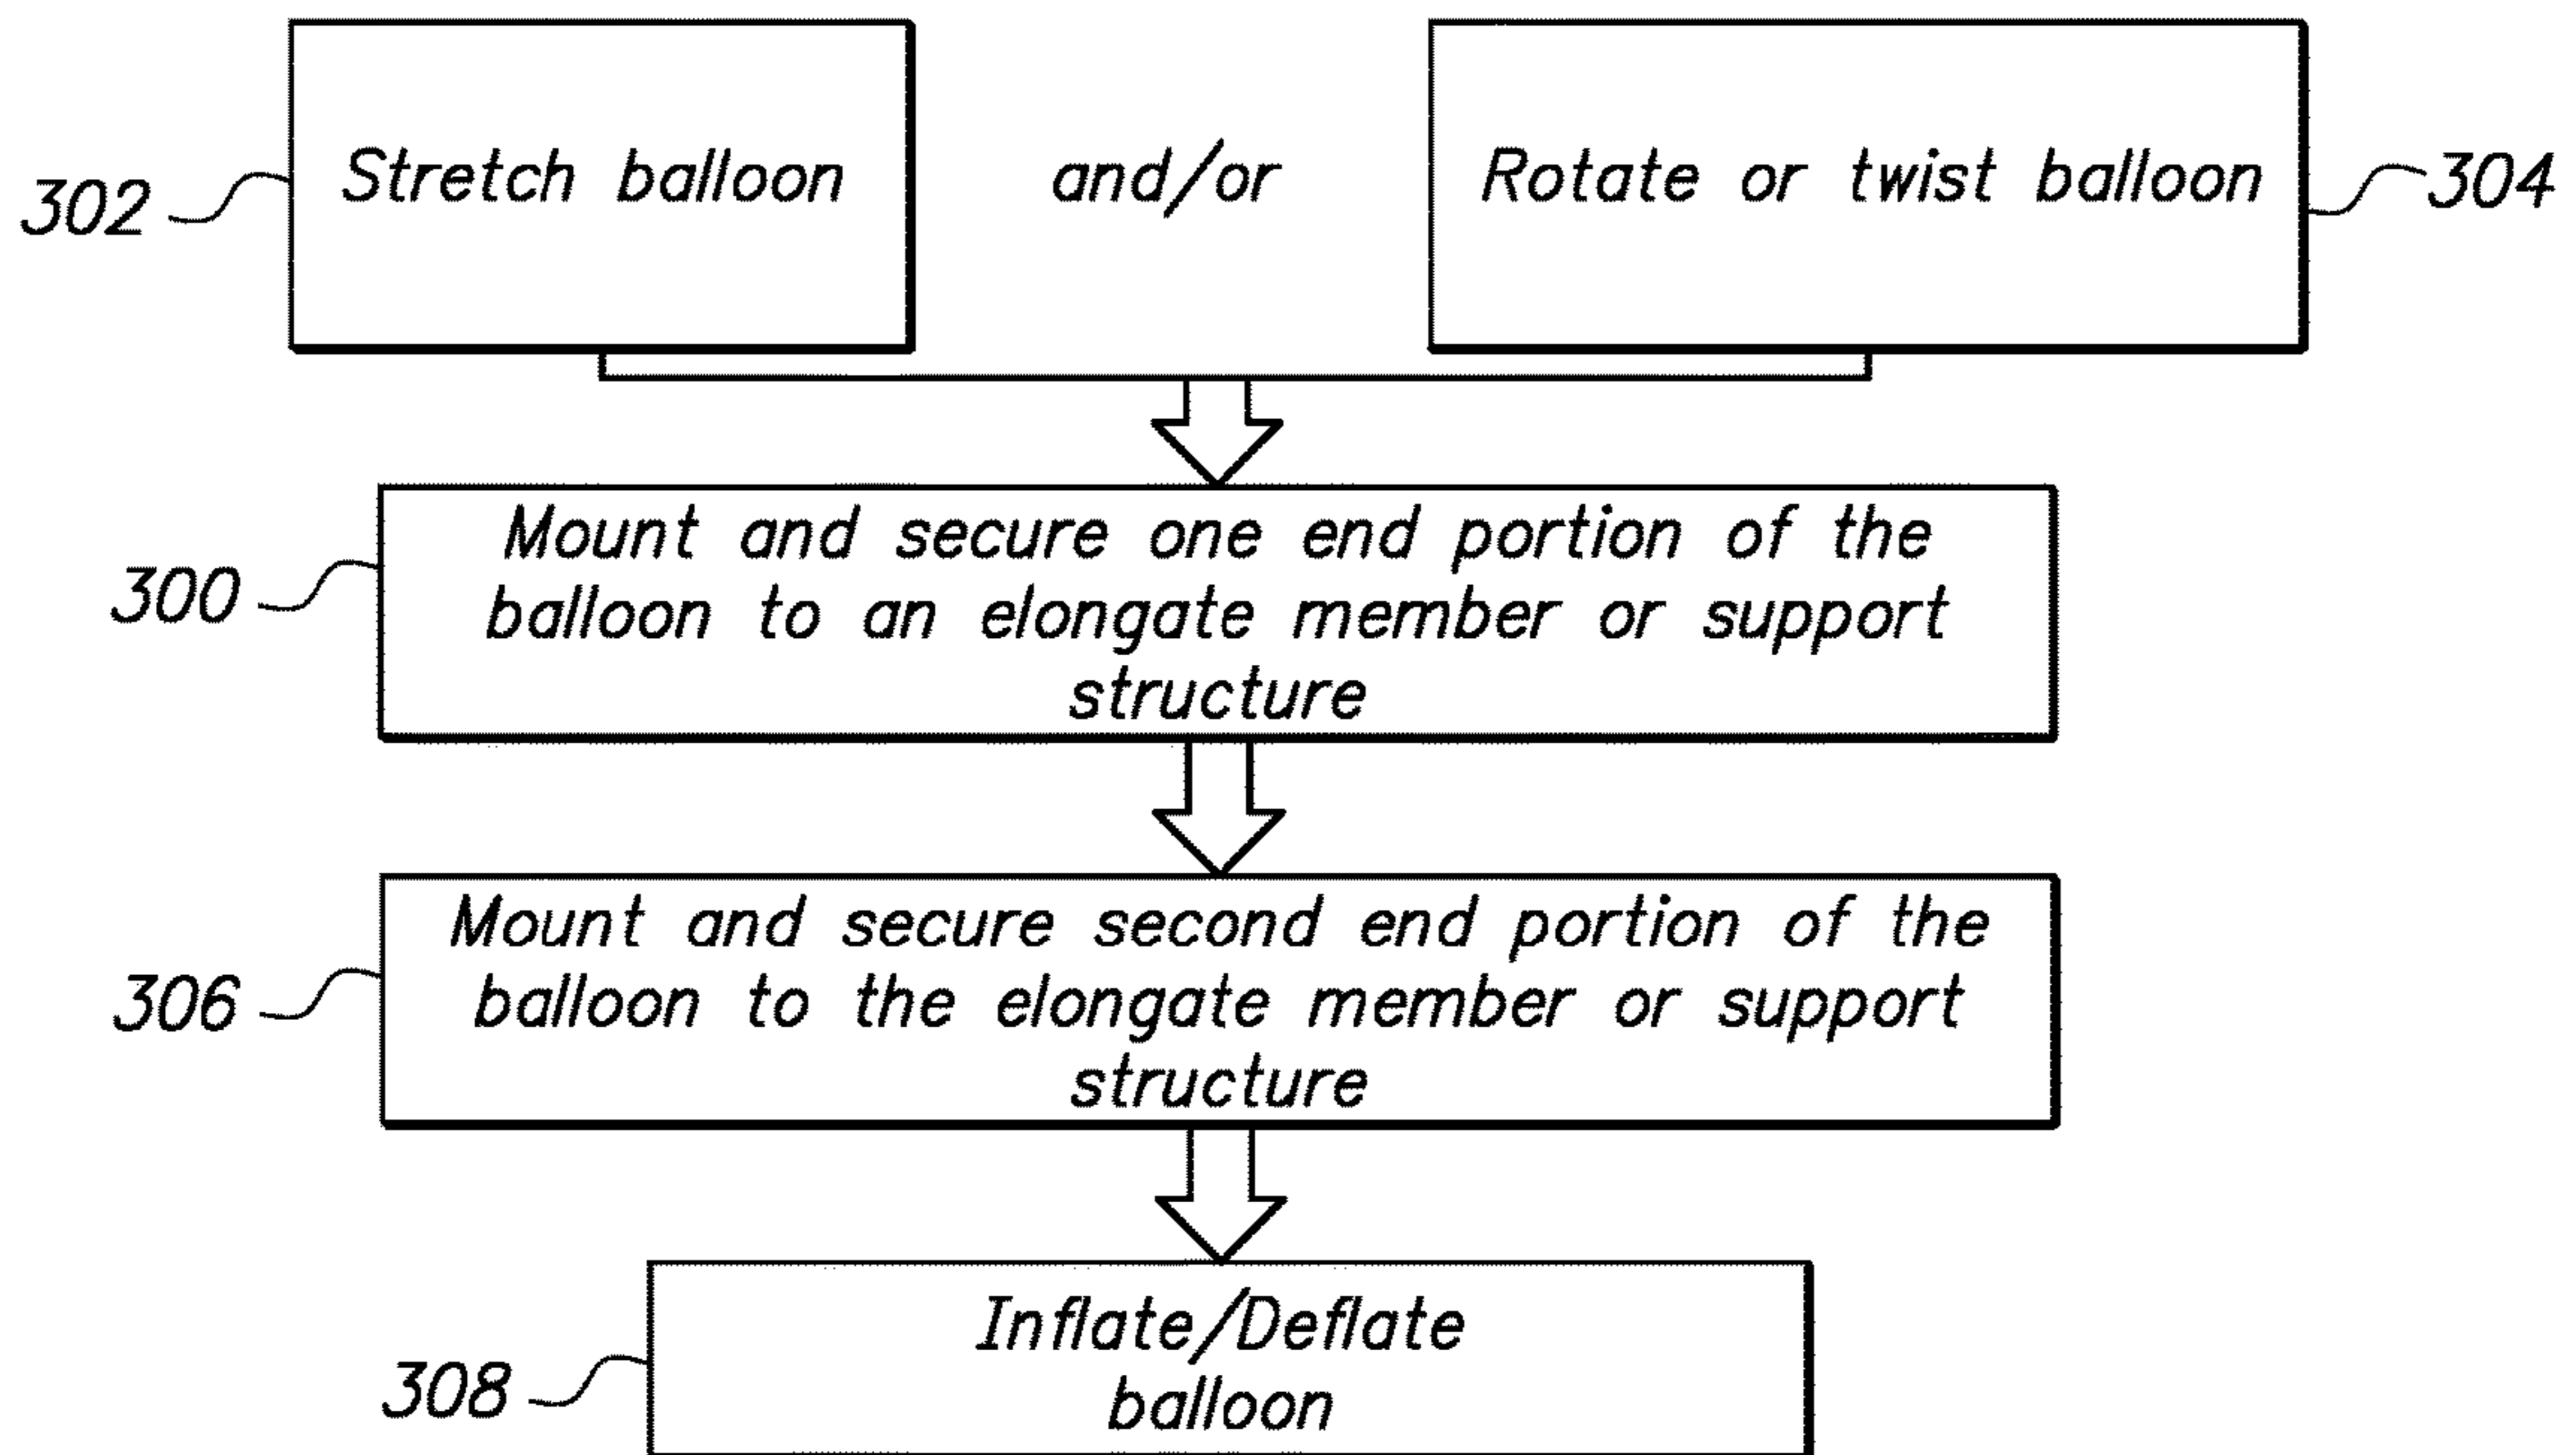 302
Stretch balloon
and/or
Rotate or twist balloon
304
300
Mount and secure one end portion of the
balloon to an elongate member or support
structure
306
Mount and secure second end portion of the
balloon to the elongate member or support
structure
308
Inflate/Deflate
balloon